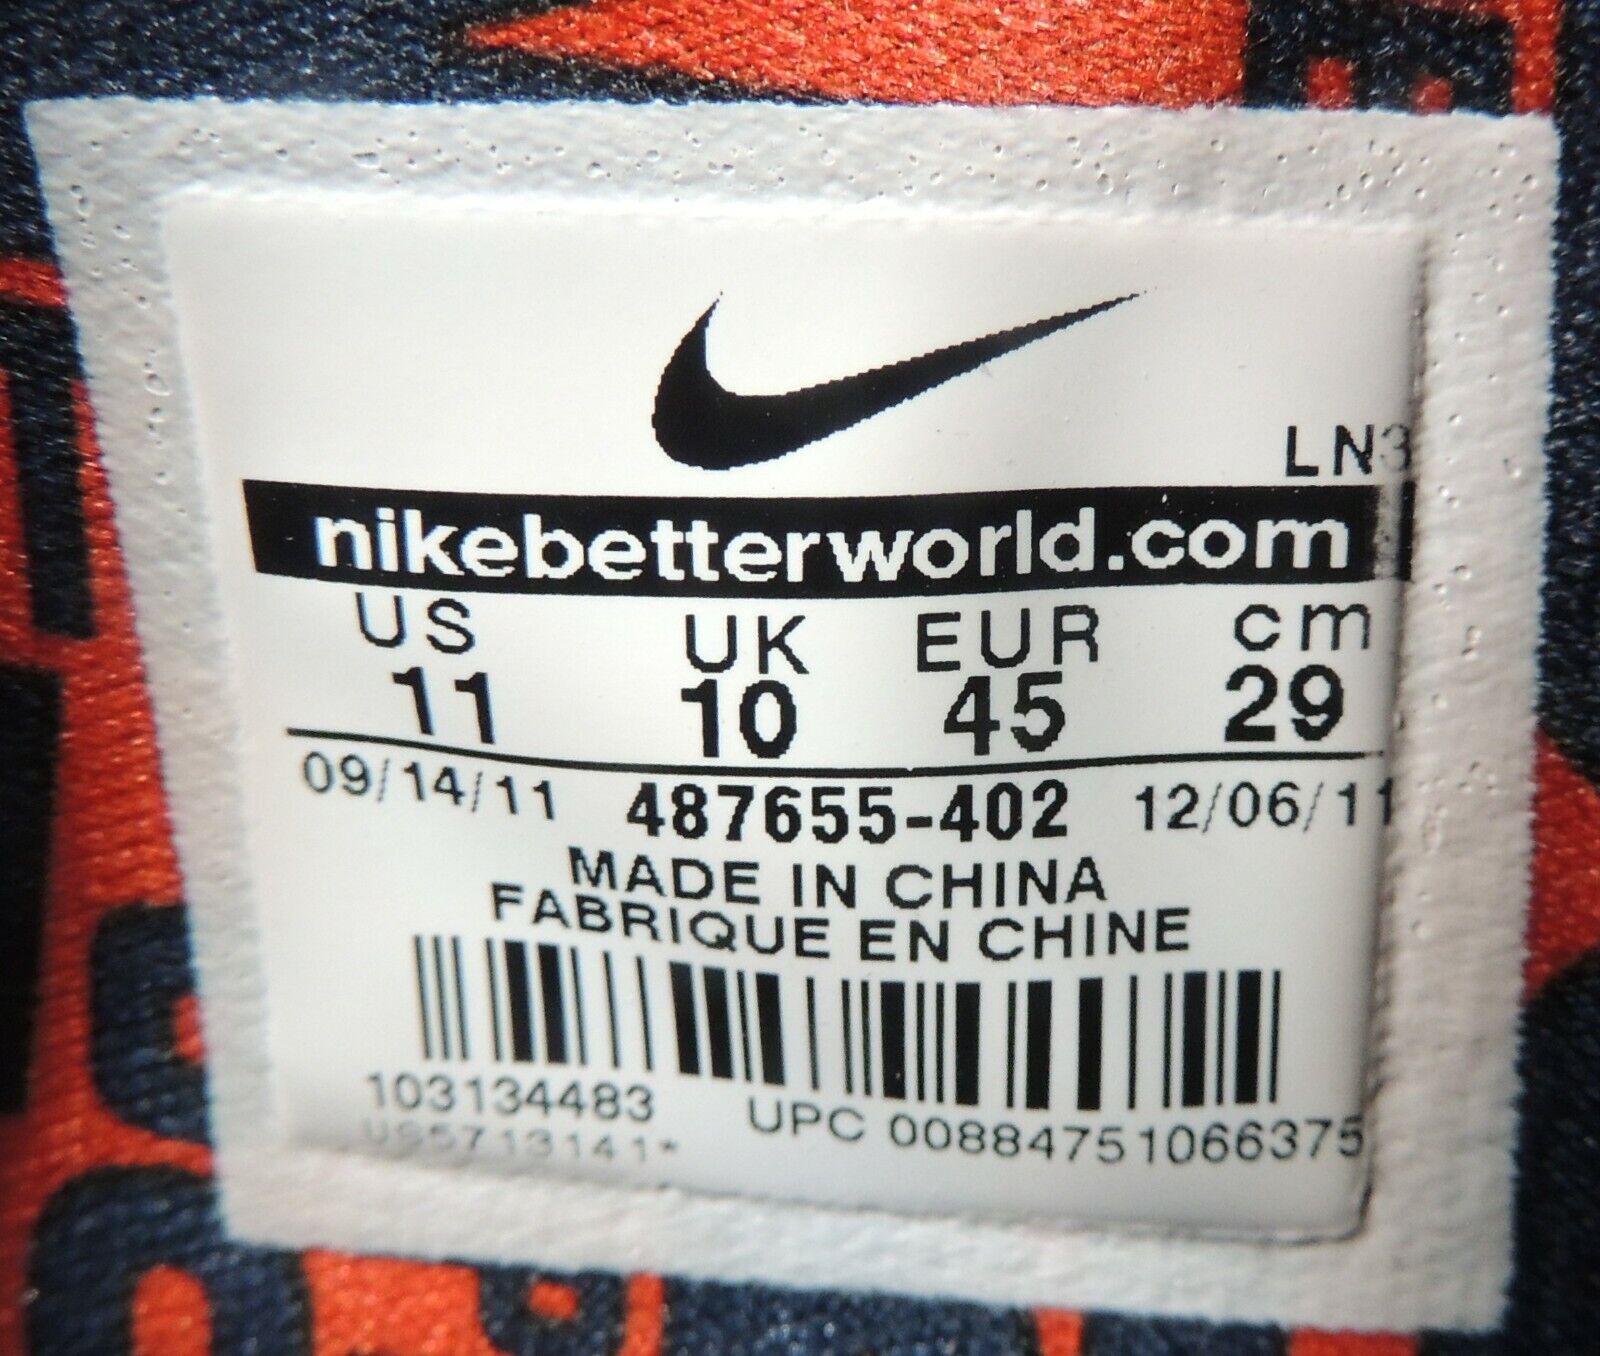 LN3
nikebetterworld.com
US UK EUR cm
11 10 45 29
09/14/11 487655-402 12/06/11
MADE IN CHINA
FABRIQUE EN CHINE
103134483 UPC 00884751066375
US5713141*